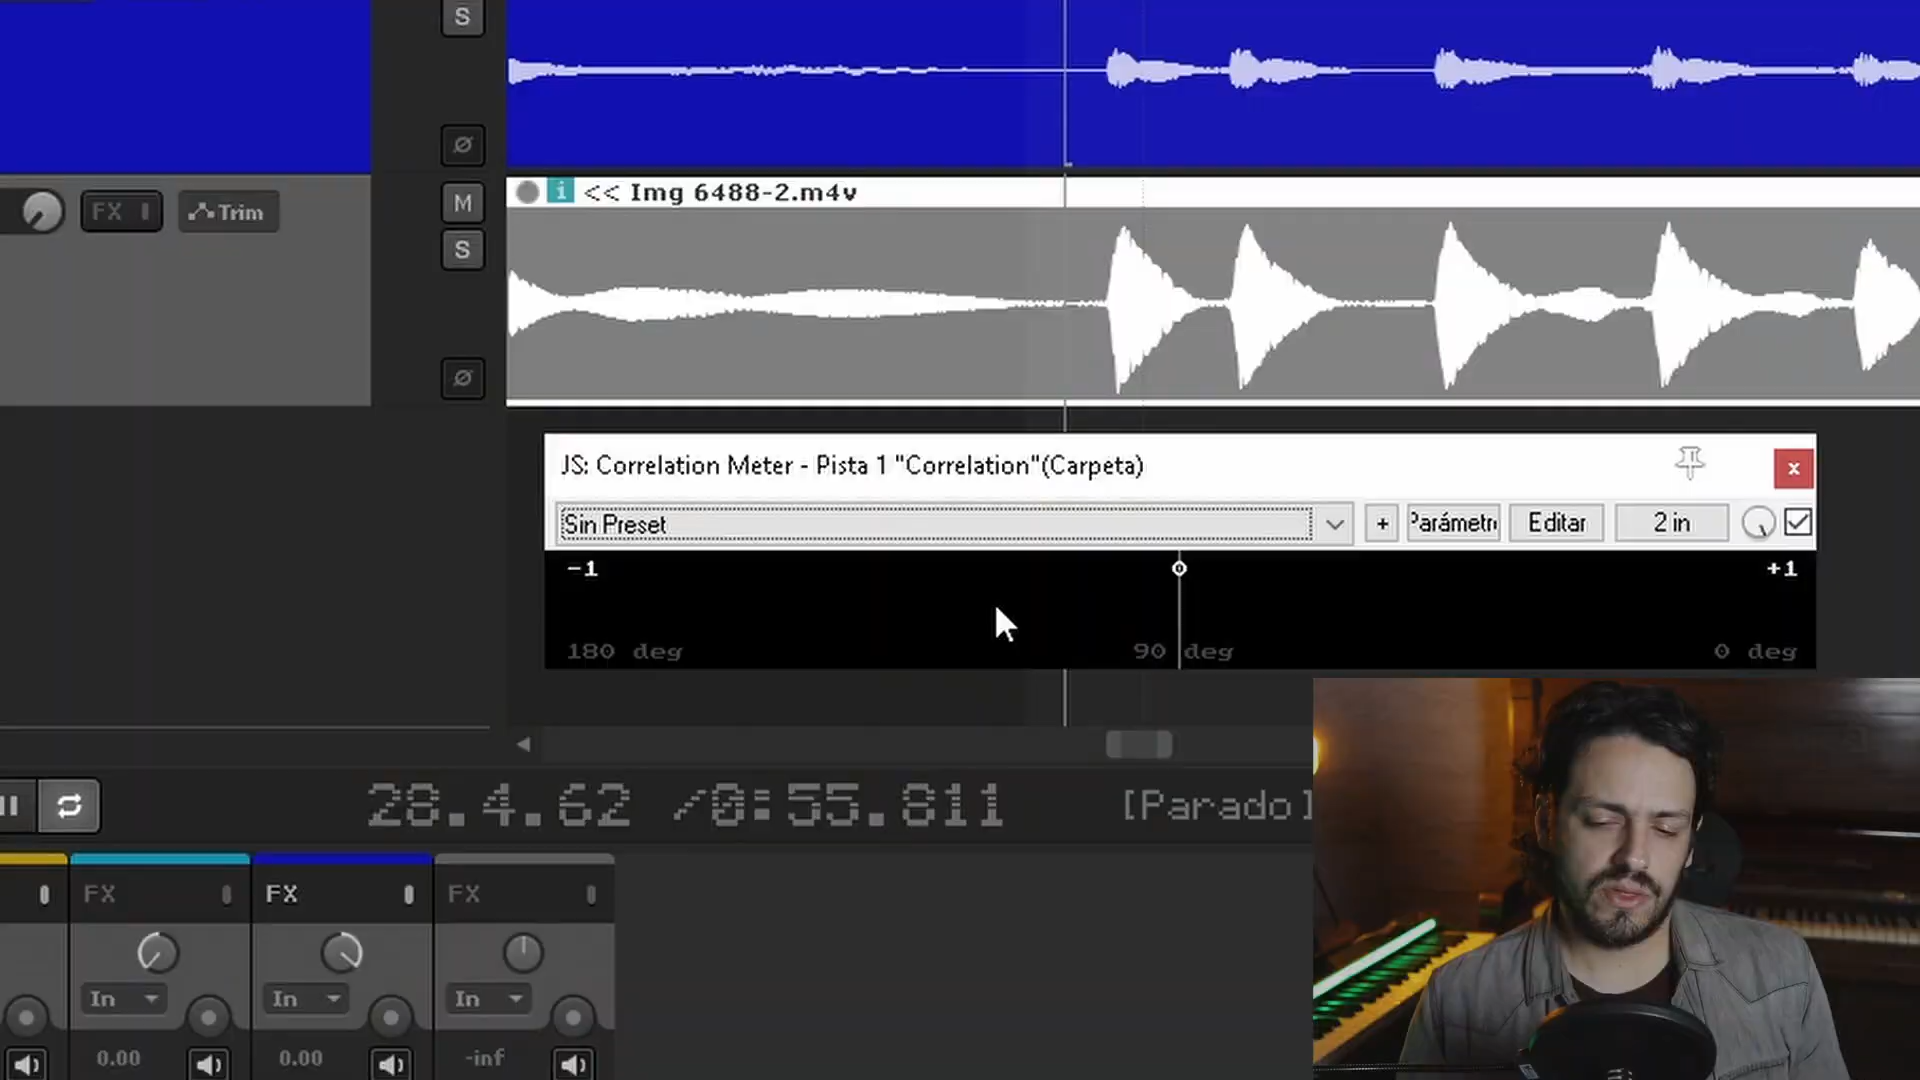 S
Ø
M
<< Img 6488-2.m4v
FX
Trim
S
Ø
JS: Correlation Meter - Pista 1 "Correlation"(Carpeta)
x
Sin Preset
+
Parámetr
Editar
2 in
-1
0
+1
180 deg
90 deg
0 deg
28.4.62 /0:55.811
[Parado]
FX
FX
FX
In
In
In
0.00
0.00
-inf